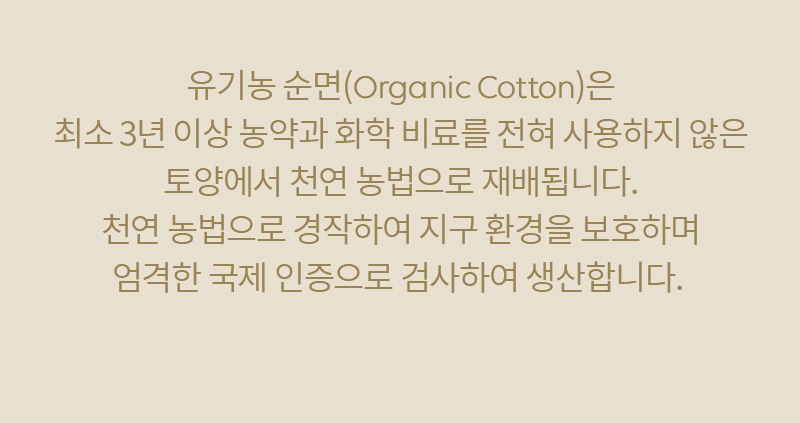 유기농 순면(Organic Cotton)은
최소 3년 이상 농약과 화학 비료를 전혀 사용하지 않은
토양에서 천연 농법으로 재배됩니다.
천연 농법으로 경작하여 지구 환경을 보호하며
엄격한 국제 인증으로 검사하여 생산합니다.